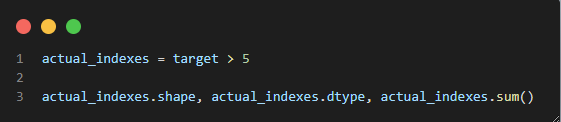 1 actual_indexes = target > 5
2
3 actual_indexes.shape, actual_indexes.dtype, actual_indexes.sum()